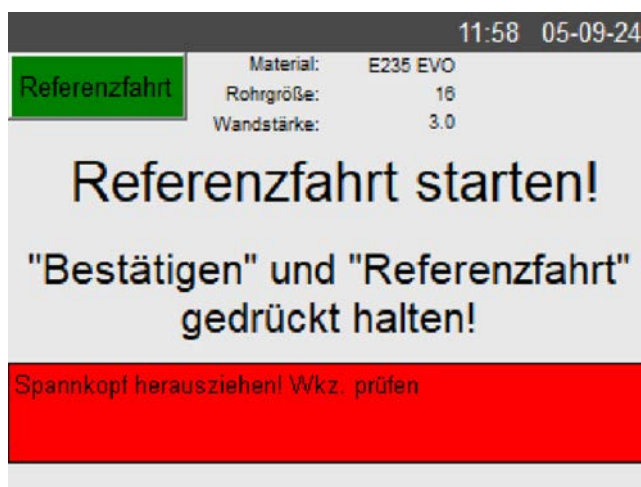 11:58 05-09-24
Referenzfahrt
Material: E235 EVO
Rohrgröße: 16
Wandstärke: 3.0
Referenzfahrt starten!
"Bestätigen" und "Referenzfahrt"
gedrückt halten!
Spannkopf herausziehen! Wkz. prüfen